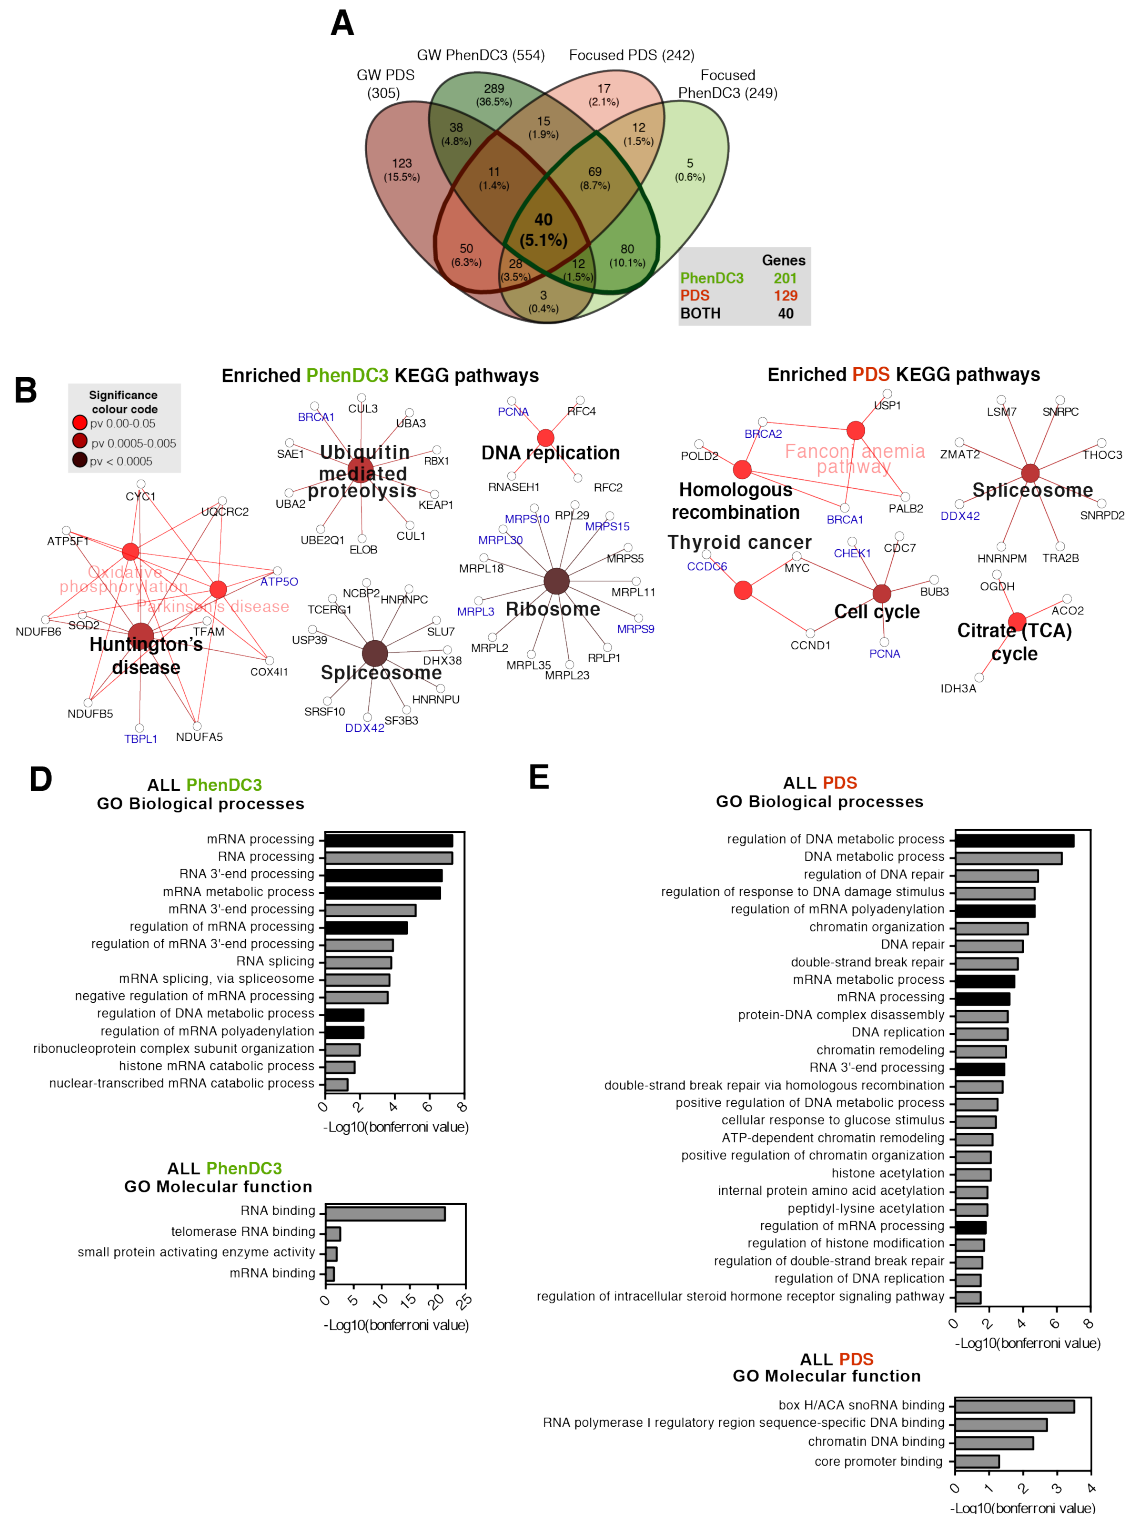 A
GW PhenDC3 (554)
Focused PDS (242)
GW PDS
(305)
Focused
PhenDC3 (249)
289
(36.5%)
17
(2.1%)
38
(4.8%)
15
(1.9%)
12
(1.5%)
123
(15.5%)
11
(1.4%)
69
(8.7%)
5
(0.6%)
40
(5.1%)
50
(6.3%)
28
(3.5%)
12
(1.5%)
80
(10.1%)
3
(0.4%)
Genes
PhenDC3 201
PDS 129
BOTH 40
B
Significance
colour code
pv 0.00-0.05
pv 0.0005-0.005
pv < 0.0005
Enriched PhenDC3 KEGG pathways
CYC1
UQCRC2
ATP5F1
ATP5O
Oxidative
phosphorylation
Parkinson's disease
NDUFB6
SOD2
TFAM
Huntington's
disease
COX4I1
NDUFB5
TBPL1
NDUFA5
BRCA1
CUL3
UBA3
SAE1
RBX1
Ubiquitin
mediated
proteolysis
UBA2
KEAP1
UBE2Q1
ELOB
CUL1
PCNA
RFC4
DNA replication
RNASEH1
RFC2
NCBP2
HNRNPC
TCERG1
USP39
SLU7
DHX38
Spliceosome
HNRNPU
SRSF10
DDX42
SF3B3
MRPS10
RPL29
MRPS15
MRPL30
MRPS5
MRPL18
MRPL11
MRPL3
Ribosome
MRPS9
MRPL2
MRPL35
MRPL23
RPLP1
Enriched PDS KEGG pathways
USP1
BRCA2
POLD2
Fanconi anemia
pathway
Homologous
recombination
BRCA1
PALB2
LSM7
SNRPC
ZMAT2
THOC3
Spliceosome
DDX42
SNRPD2
HNRNPM
TRA2B
Thyroid cancer
CCDC6
MYC
CHEK1
CDC7
BUB3
Cell cycle
CCND1
PCNA
OGDH
ACO2
Citrate (TCA)
cycle
IDH3A
D
ALL PhenDC3
GO Biological processes
mRNA processing
RNA processing
RNA 3'-end processing
mRNA metabolic process
mRNA 3'-end processing
regulation of mRNA processing
regulation of mRNA 3'-end processing
RNA splicing
mRNA splicing, via spliceosome
negative regulation of mRNA processing
regulation of DNA metabolic process
regulation of mRNA polyadenylation
ribonucleoprotein complex subunit organization
histone mRNA catabolic process
nuclear-transcribed mRNA catabolic process
0 2 4 6 8
-Log10(bonferroni value)
ALL PhenDC3
GO Molecular function
RNA binding
telomerase RNA binding
small protein activating enzyme activity
mRNA binding
0 5 10 15 20 25
-Log10(bonferroni value)
E
ALL PDS
GO Biological processes
regulation of DNA metabolic process
DNA metabolic process
regulation of DNA repair
regulation of response to DNA damage stimulus
regulation of mRNA polyadenylation
chromatin organization
DNA repair
double-strand break repair
mRNA metabolic process
mRNA processing
protein-DNA complex disassembly
DNA replication
chromatin remodeling
RNA 3'-end processing
double-strand break repair via homologous recombination
positive regulation of DNA metabolic process
cellular response to glucose stimulus
ATP-dependent chromatin remodeling
positive regulation of chromatin organization
histone acetylation
internal protein amino acid acetylation
peptidyl-lysine acetylation
regulation of mRNA processing
regulation of histone modification
regulation of double-strand break repair
regulation of DNA replication
regulation of intracellular steroid hormone receptor signaling pathway
0 2 4 6 8
-Log10(bonferroni value)
ALL PDS
GO Molecular function
box H/ACA snoRNA binding
RNA polymerase I regulatory region sequence-specific DNA binding
chromatin DNA binding
core promoter binding
0 1 2 3 4
-Log10(bonferroni value)